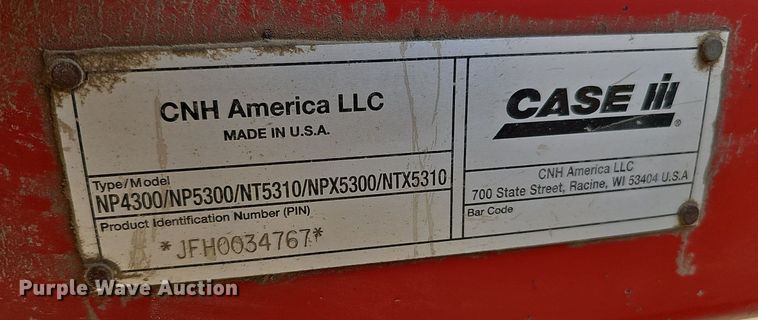 CNH America LLC
MADE IN U.S.A.
Type/Model
NP4300/NP5300/NT5310/NPX5300/NTX5310
Product Identification Number (PIN)
*JFH0034767*
CASE IH
®
CNH America LLC
700 State Street, Racine, WI 53404 U.S.A
Bar Code
Purple Wave Auction